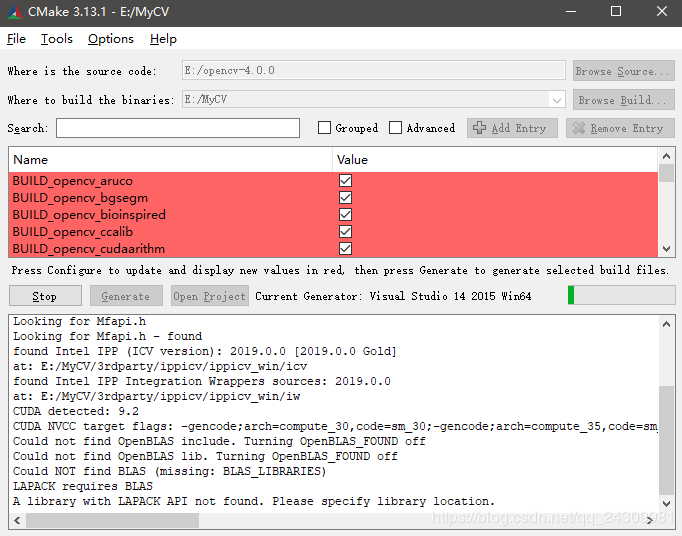 CMake 3.13.1 - E:/MyCV
File Tools Options Help
Where is the source code: E:/opencv-4.0.0 Browse Source...
Where to build the binaries: E:/MyCV Browse Build...
Search: Grouped Advanced Add Entry Remove Entry
Name Value
BUILD_opencv_aruco
BUILD_opencv_bgsegm
BUILD_opencv_bioinspired
BUILD_opencv_ccalib
BUILD_opencv_cudaarithm
Press Configure to update and display new values in red, then press Generate to generate selected build files.
Stop Generate Open Project Current Generator: Visual Studio 14 2015 Win64
Looking for Mfapi.h
Looking for Mfapi.h - found
found Intel IPP (ICV version): 2019.0.0 [2019.0.0 Gold]
at: E:/MyCV/3rdparty/ippicv/ippicv_win/icv
found Intel IPP Integration Wrappers sources: 2019.0.0
at: E:/MyCV/3rdparty/ippicv/ippicv_win/iw
CUDA detected: 9.2
CUDA NVCC target flags: -gencode;arch=compute_30,code=sm_30;-gencode;arch=compute_35,code=sm_
Could not find OpenBLAS include. Turning OpenBLAS_FOUND off
Could not find OpenBLAS lib. Turning OpenBLAS_FOUND off
Could NOT find BLAS (missing: BLAS_LIBRARIES)
LAPACK requires BLAS
A library with LAPACK API not found. Please specify library location.
https://blog.csdn.net/qq_24309981